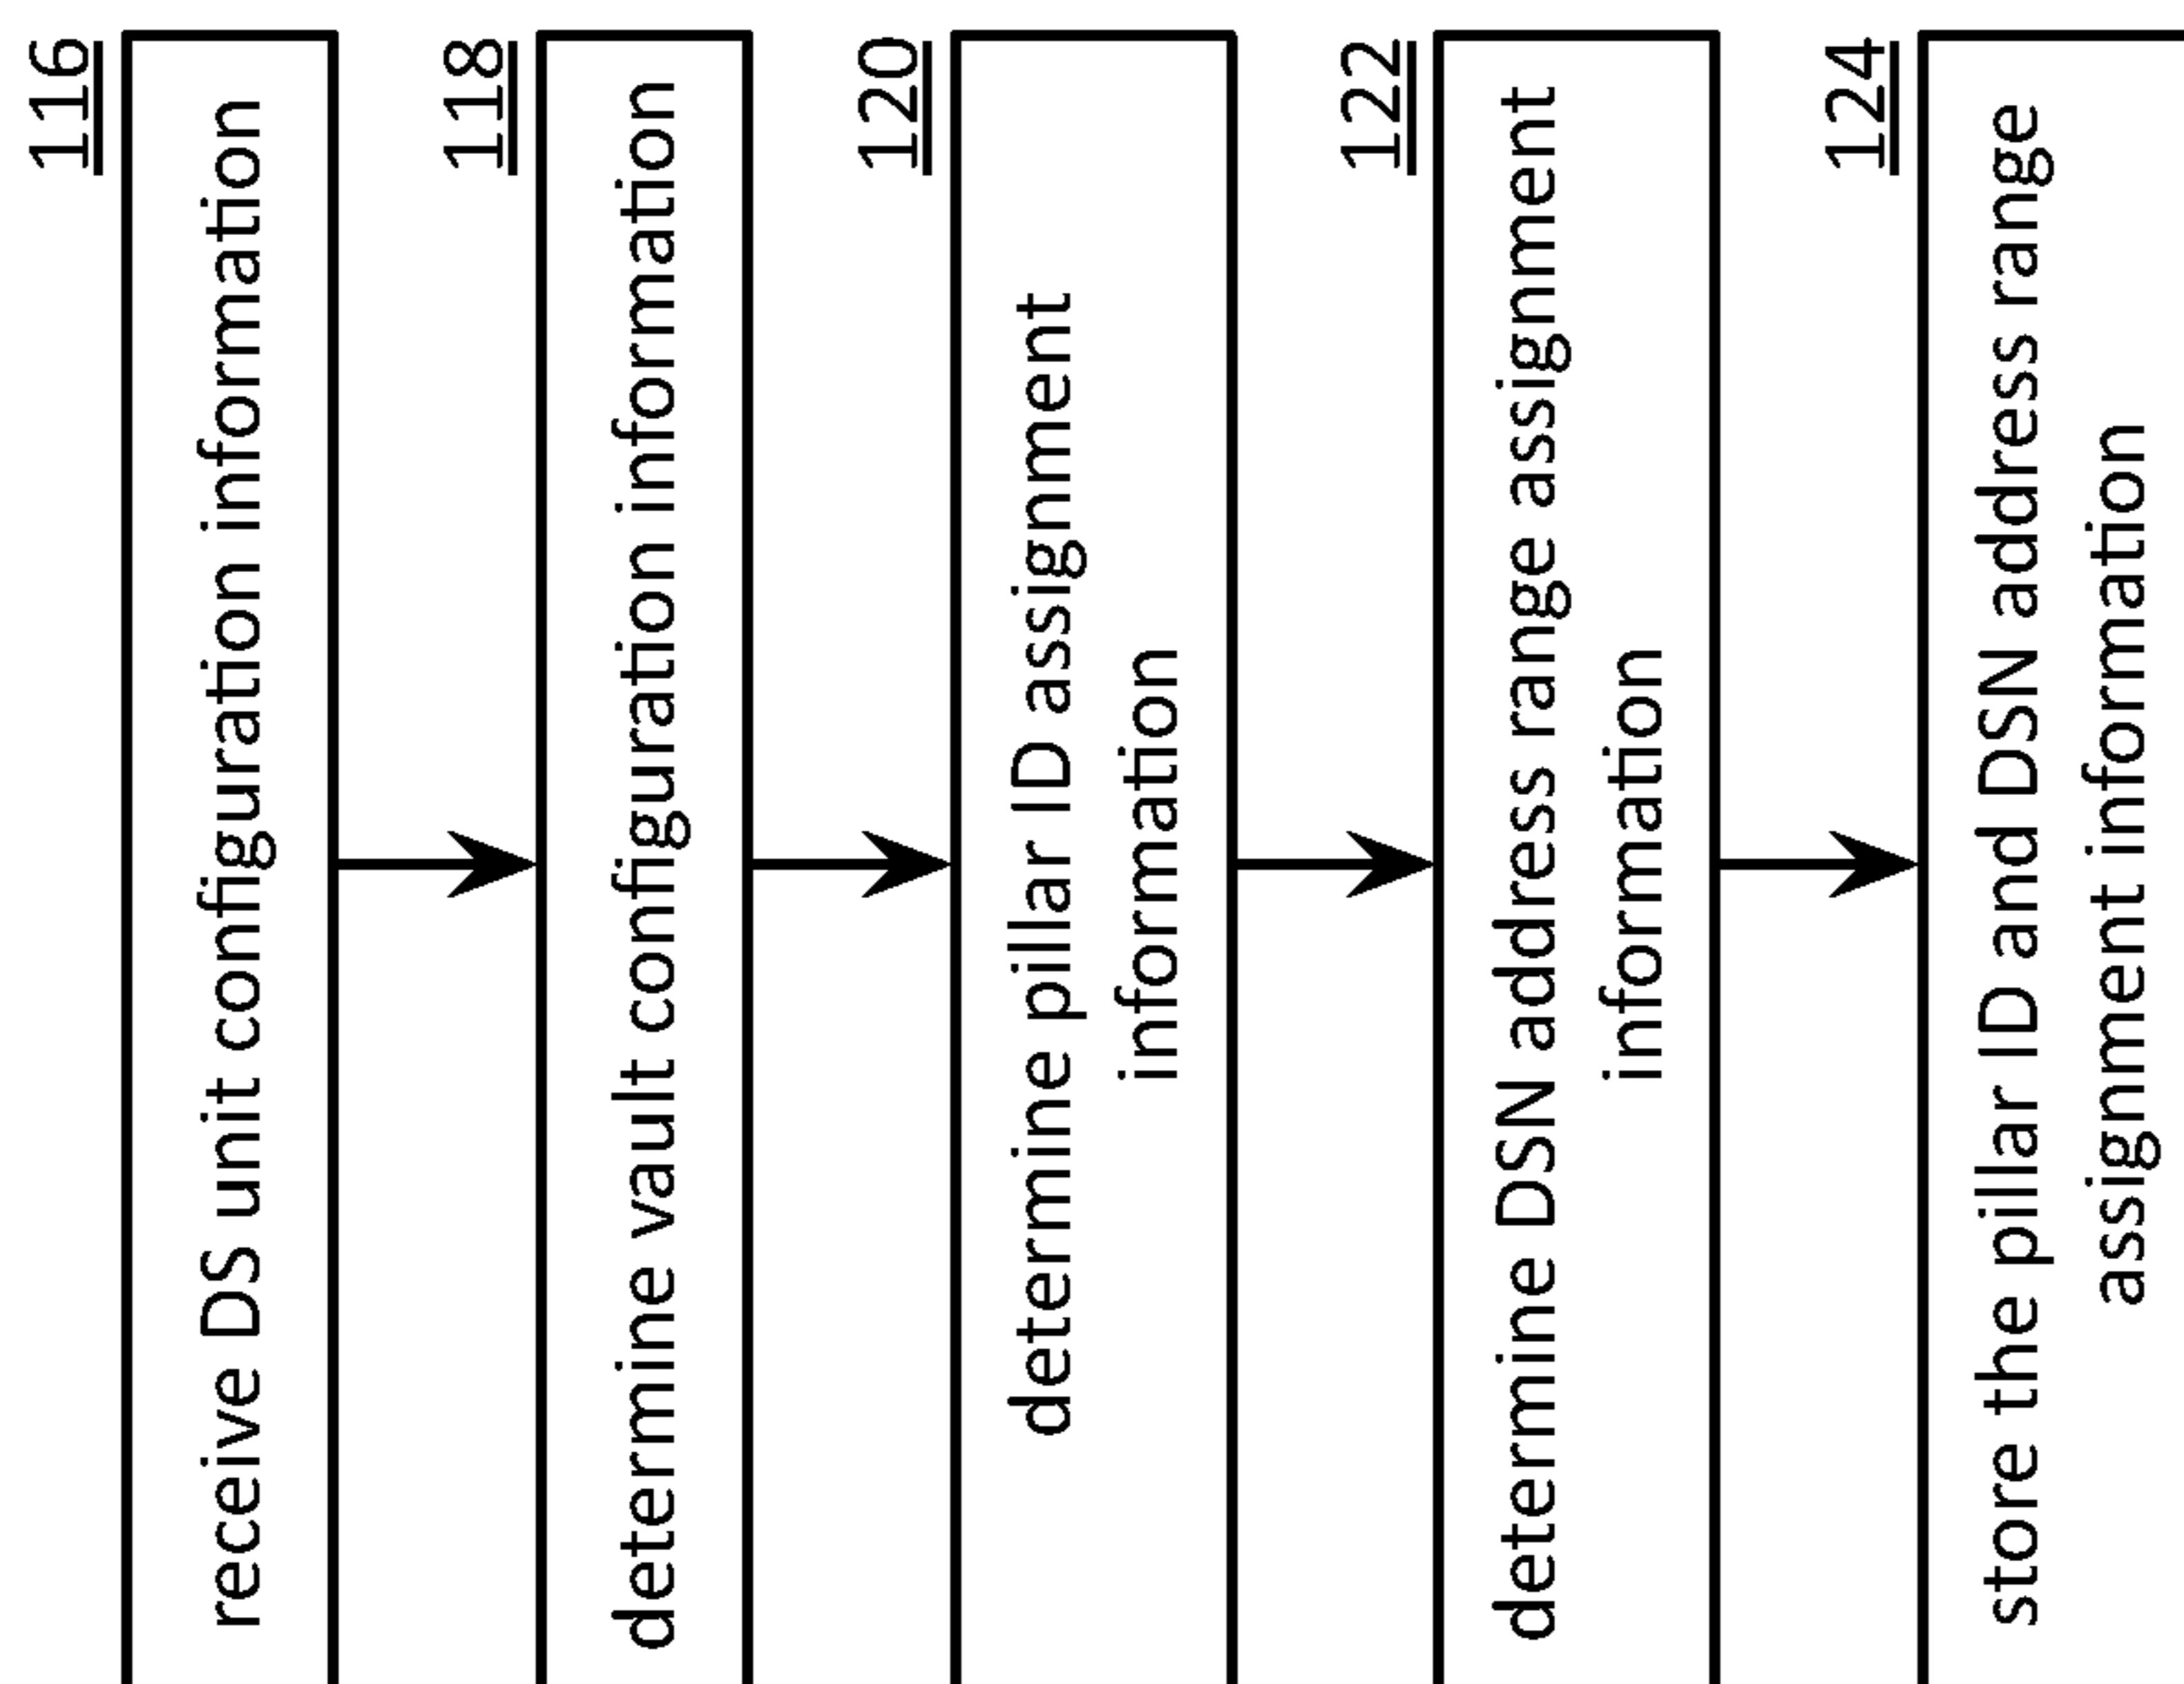 116
receive DS unit configuration information
118
determine vault configuration information
120
determine pillar ID assignment
information
122
determine DSN address range assignment
information
124
store the pillar ID and DSN address range
assignment information